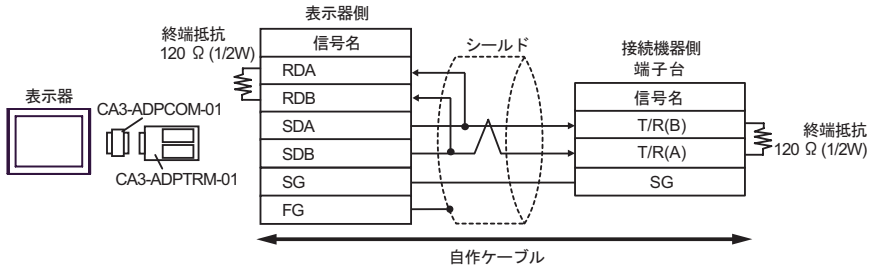 表示器側
終端抵抗
120 Ω (1/2W)
信号名
シールド
接続機器側
端子台
RDA
表示器
RDB
信号名
CA3-ADPCOM-01
SDA
T/R(B)
終端抵抗
120 Ω (1/2W)
SDB
T/R(A)
CA3-ADPTRM-01
SG
SG
FG
自作ケーブル